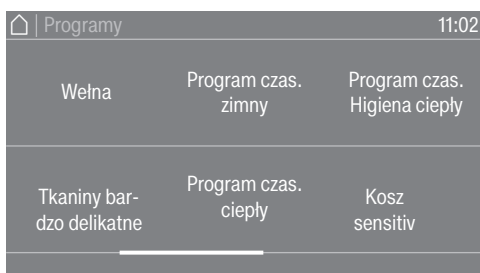 | Programy 11:02
Wełna
Program czas.
zimny
Program czas.
Higiena ciepły
Tkaniny bar-
dzo delikatne
Program czas.
ciepły
Kosz
sensitiv